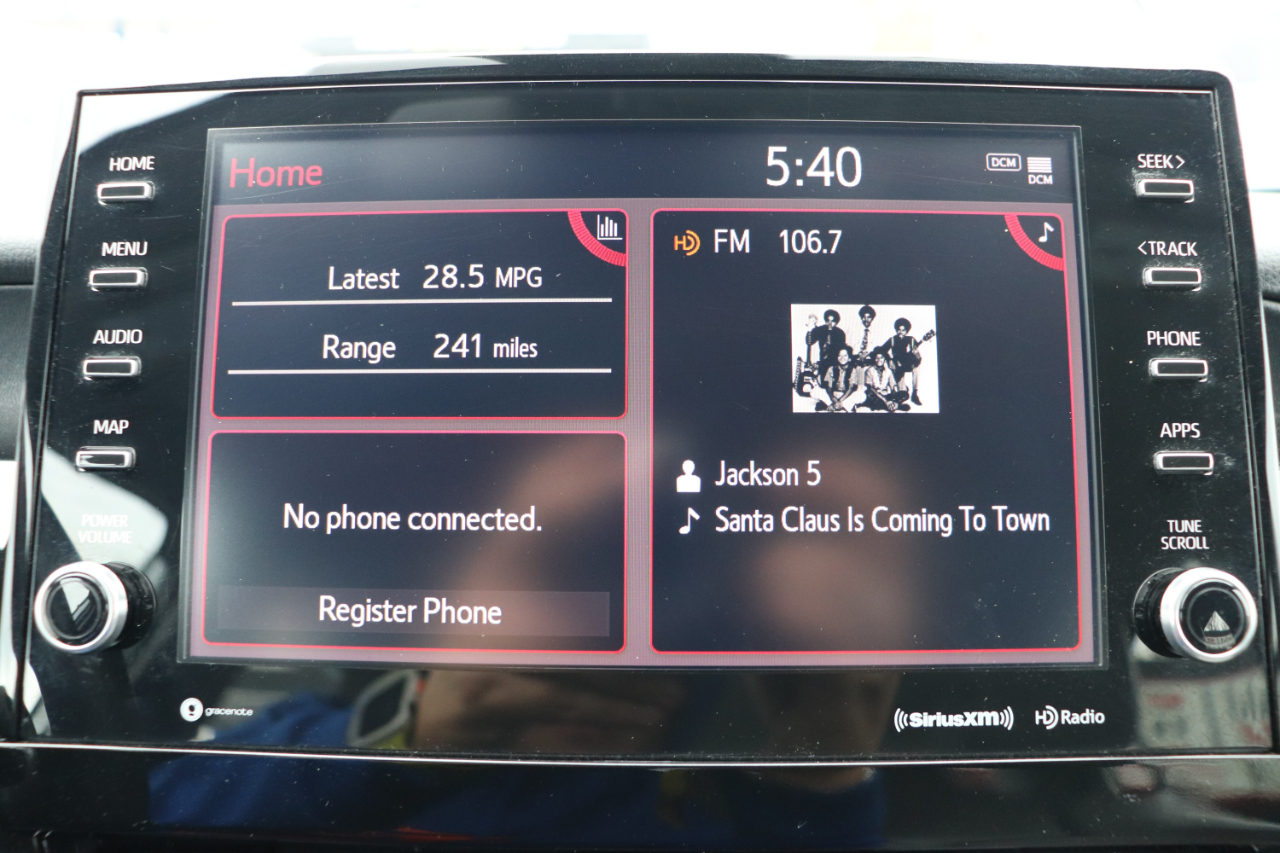 HOME
MENU
AUDIO
MAP
POWER
VOLUME
Home
5:40
DCM
DCM
Latest 28.5 MPG
Range 241 miles
No phone connected.
Register Phone
HD FM 106.7
Jackson 5
Santa Claus Is Coming To Town
SEEK >
< TRACK
PHONE
APPS
TUNE
SCROLL
gracenote
((SiriusXM))
HD Radio